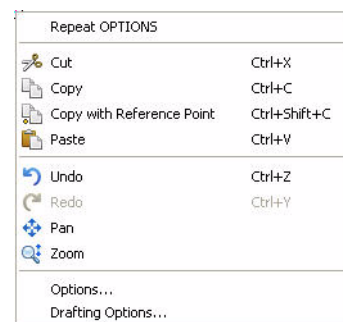 Repeat OPTIONS
Cut Ctrl+X
Copy Ctrl+C
Copy with Reference Point Ctrl+Shift+C
Paste Ctrl+V
Undo Ctrl+Z
Redo Ctrl+Y
Pan
Zoom
Options...
Drafting Options...